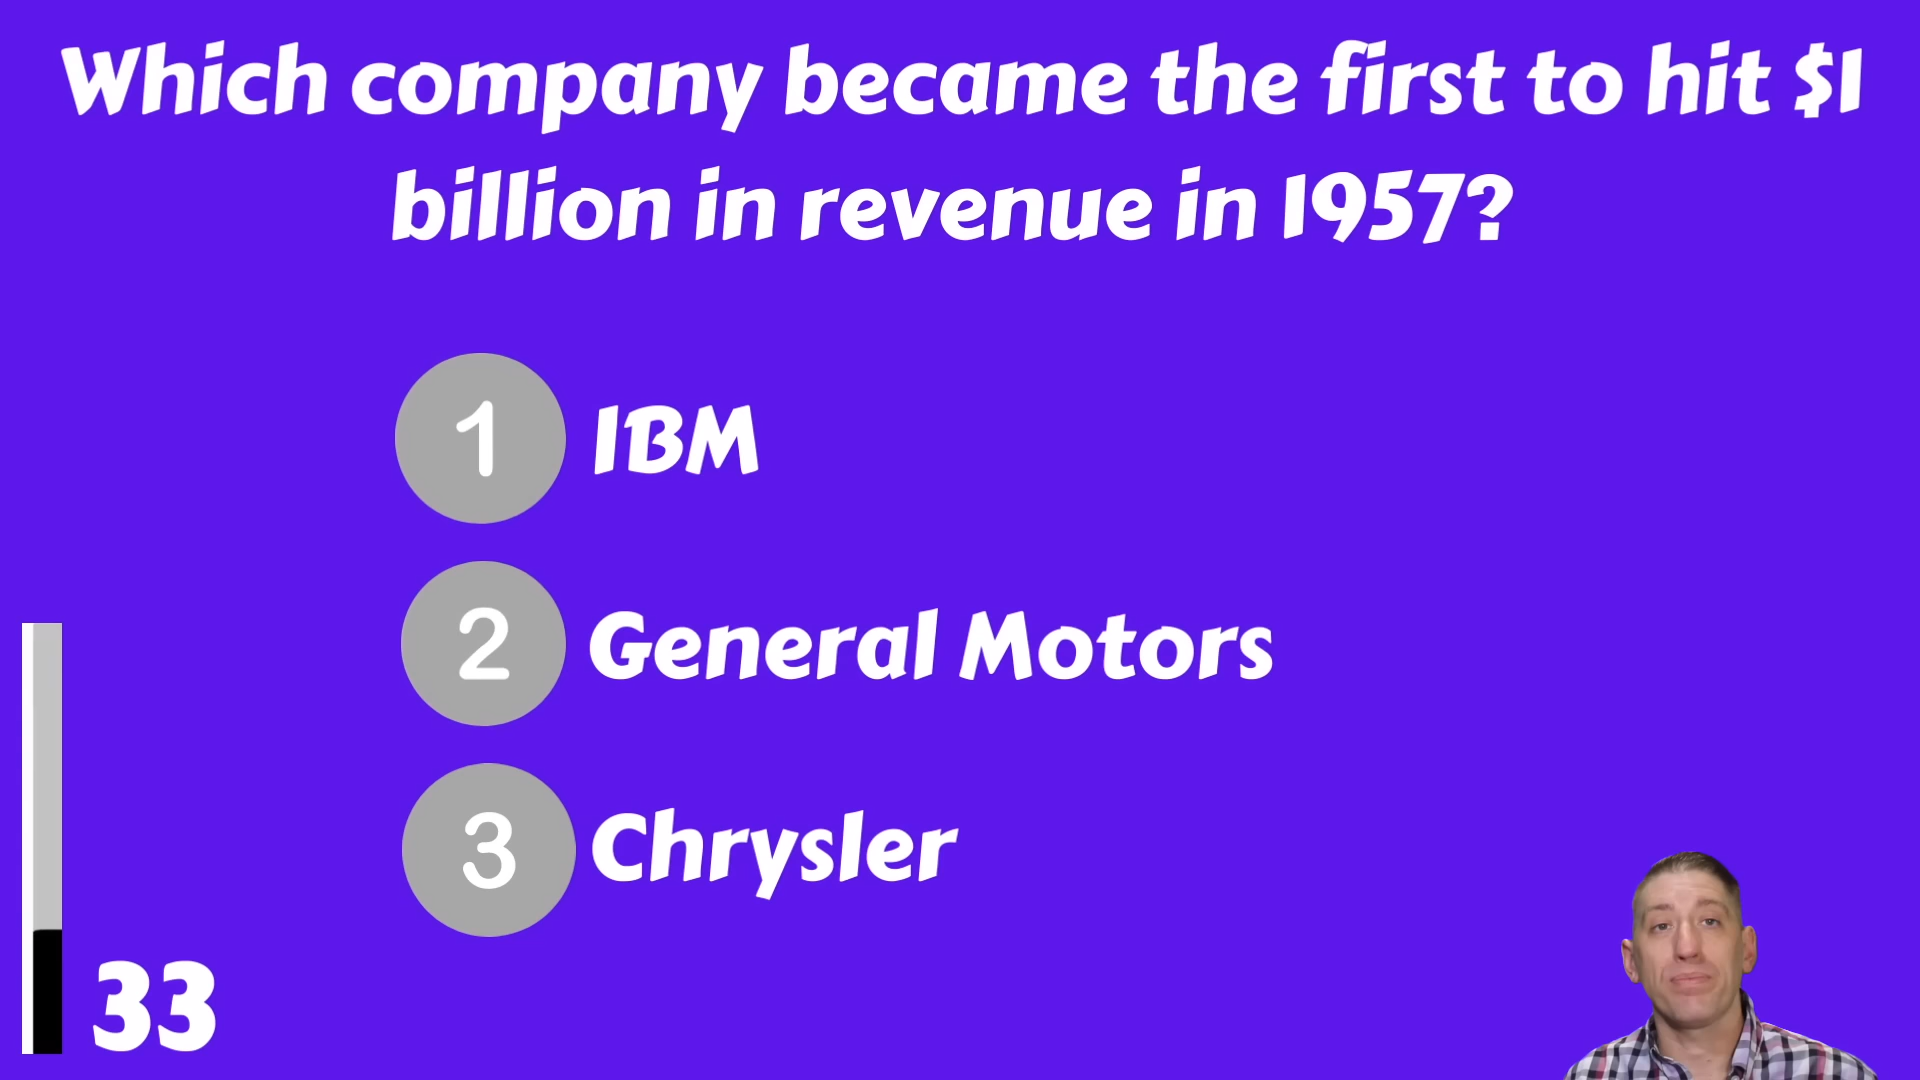 Which company became the first to hit $1
billion in revenue in 1957?
1 IBM
2 General Motors
3 Chrysler
33